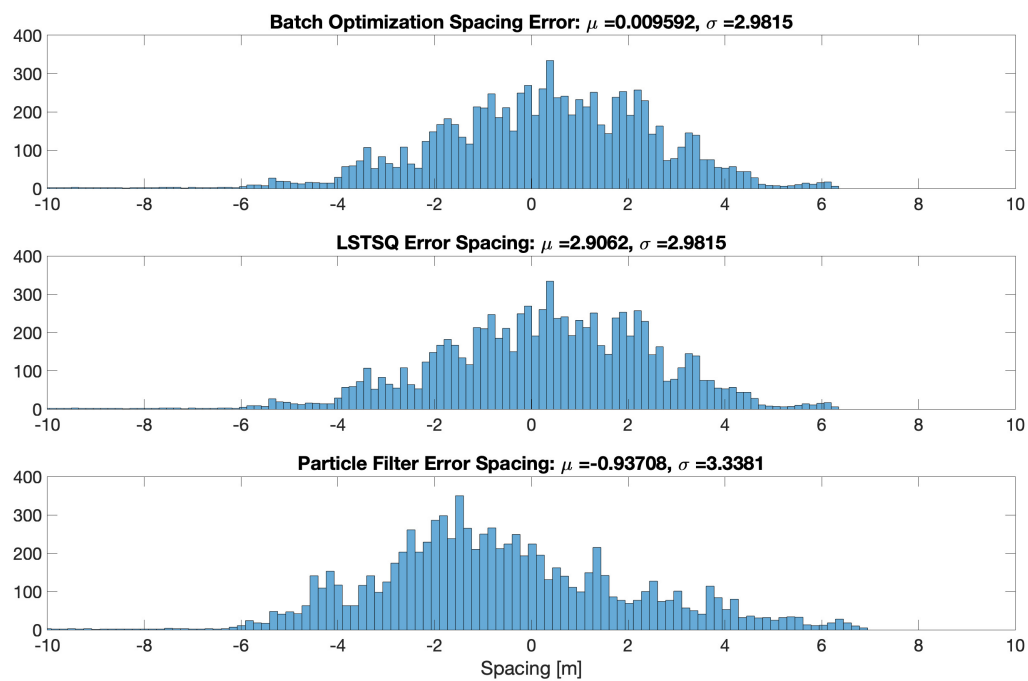 Batch Optimization Spacing Error: μ =0.009592, σ =2.9815
400
300
200
100
0
-10 -8 -6 -4 -2 0 2 4 6 8 10
LSTSQ Error Spacing: μ =2.9062, σ =2.9815
400
300
200
100
0
-10 -8 -6 -4 -2 0 2 4 6 8 10
Particle Filter Error Spacing: μ =-0.93708, σ =3.3381
400
300
200
100
0
-10 -8 -6 -4 -2 0 2 4 6 8 10
Spacing [m]